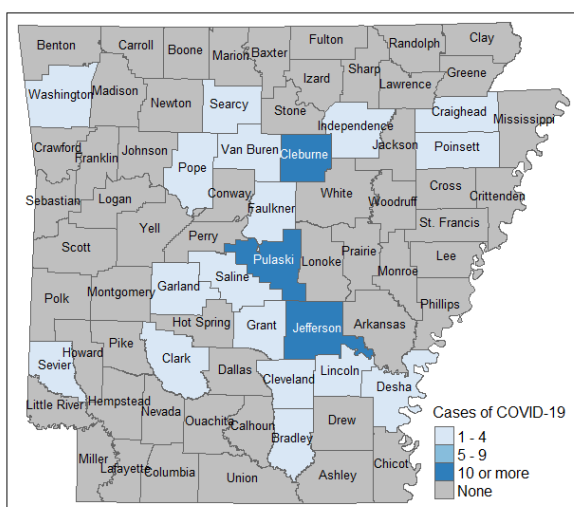 Benton
Carroll
Boone
Marion
Baxter
Fulton
Randolph
Clay
Izard
Sharp
Lawrence
Greene
Washington
Madison
Newton
Searcy
Stone
Independence
Craighead
Mississippi
Crawford
Franklin
Johnson
Pope
Van Buren
Cleburne
Jackson
Poinsett
Sebastian
Logan
Conway
Faulkner
White
Woodruff
Cross
Crittenden
St. Francis
Scott
Yell
Perry
Pulaski
Lonoke
Prairie
Monroe
Lee
Phillips
Polk
Montgomery
Garland
Saline
Hot Spring
Grant
Jefferson
Arkansas
Sevier
Howard
Pike
Clark
Dallas
Cleveland
Lincoln
Desha
Little River
Hempstead
Nevada
Ouachita
Calhoun
Bradley
Drew
Miller
Lafayette
Columbia
Union
Ashley
Chicot
Cases of COVID-19
1 - 4
5 - 9
10 or more
None